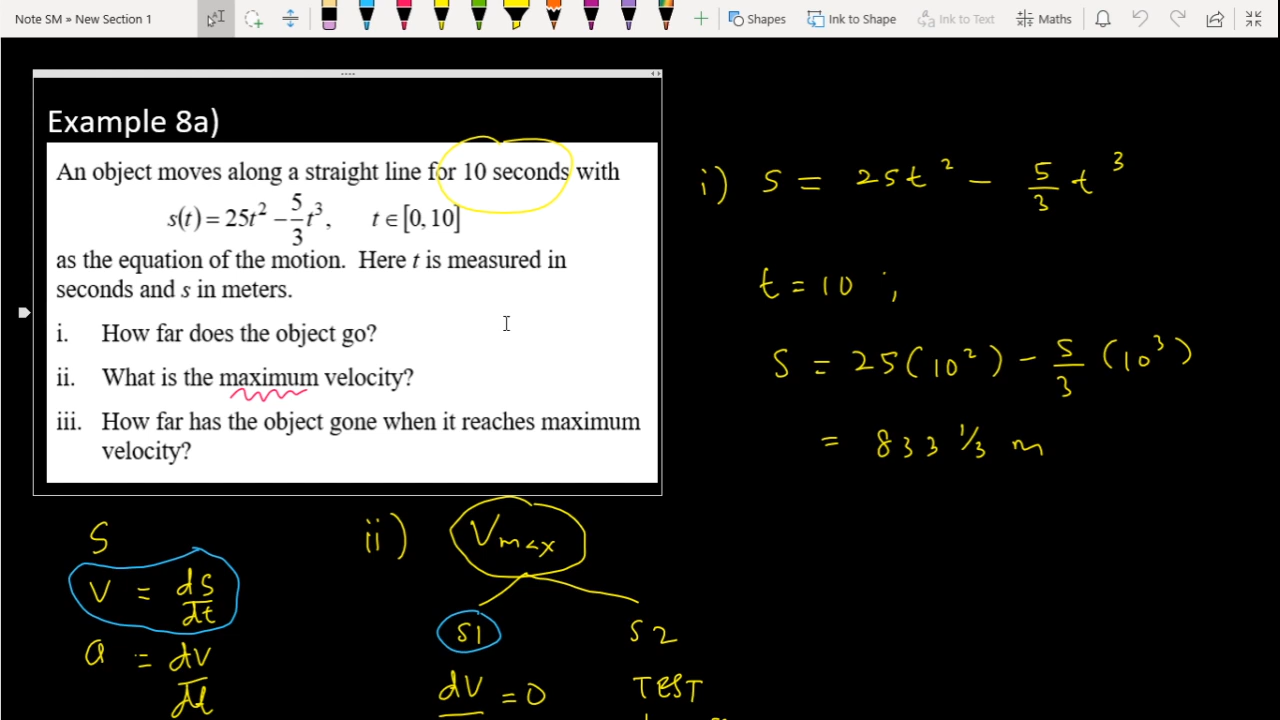 Note SM » New Section 1
Shapes
Ink to Shape
Ink to Text
Maths
Example 8a)
An object moves along a straight line for 10 seconds with
s(t) = 25t² − 5/3 t³, t ∈ [0, 10]
as the equation of the motion. Here t is measured in
seconds and s in meters.
i. How far does the object go?
ii. What is the maximum velocity?
iii. How far has the object gone when it reaches maximum
velocity?
i) s = 25t² − 5/3 t³
t = 10 ;
s = 25(10²) − 5/3 (10³)
= 833 1/3 m
S
V = ds/dt
a = dV/dt
ii) Vmax
S1
S2
dV = 0
TEST